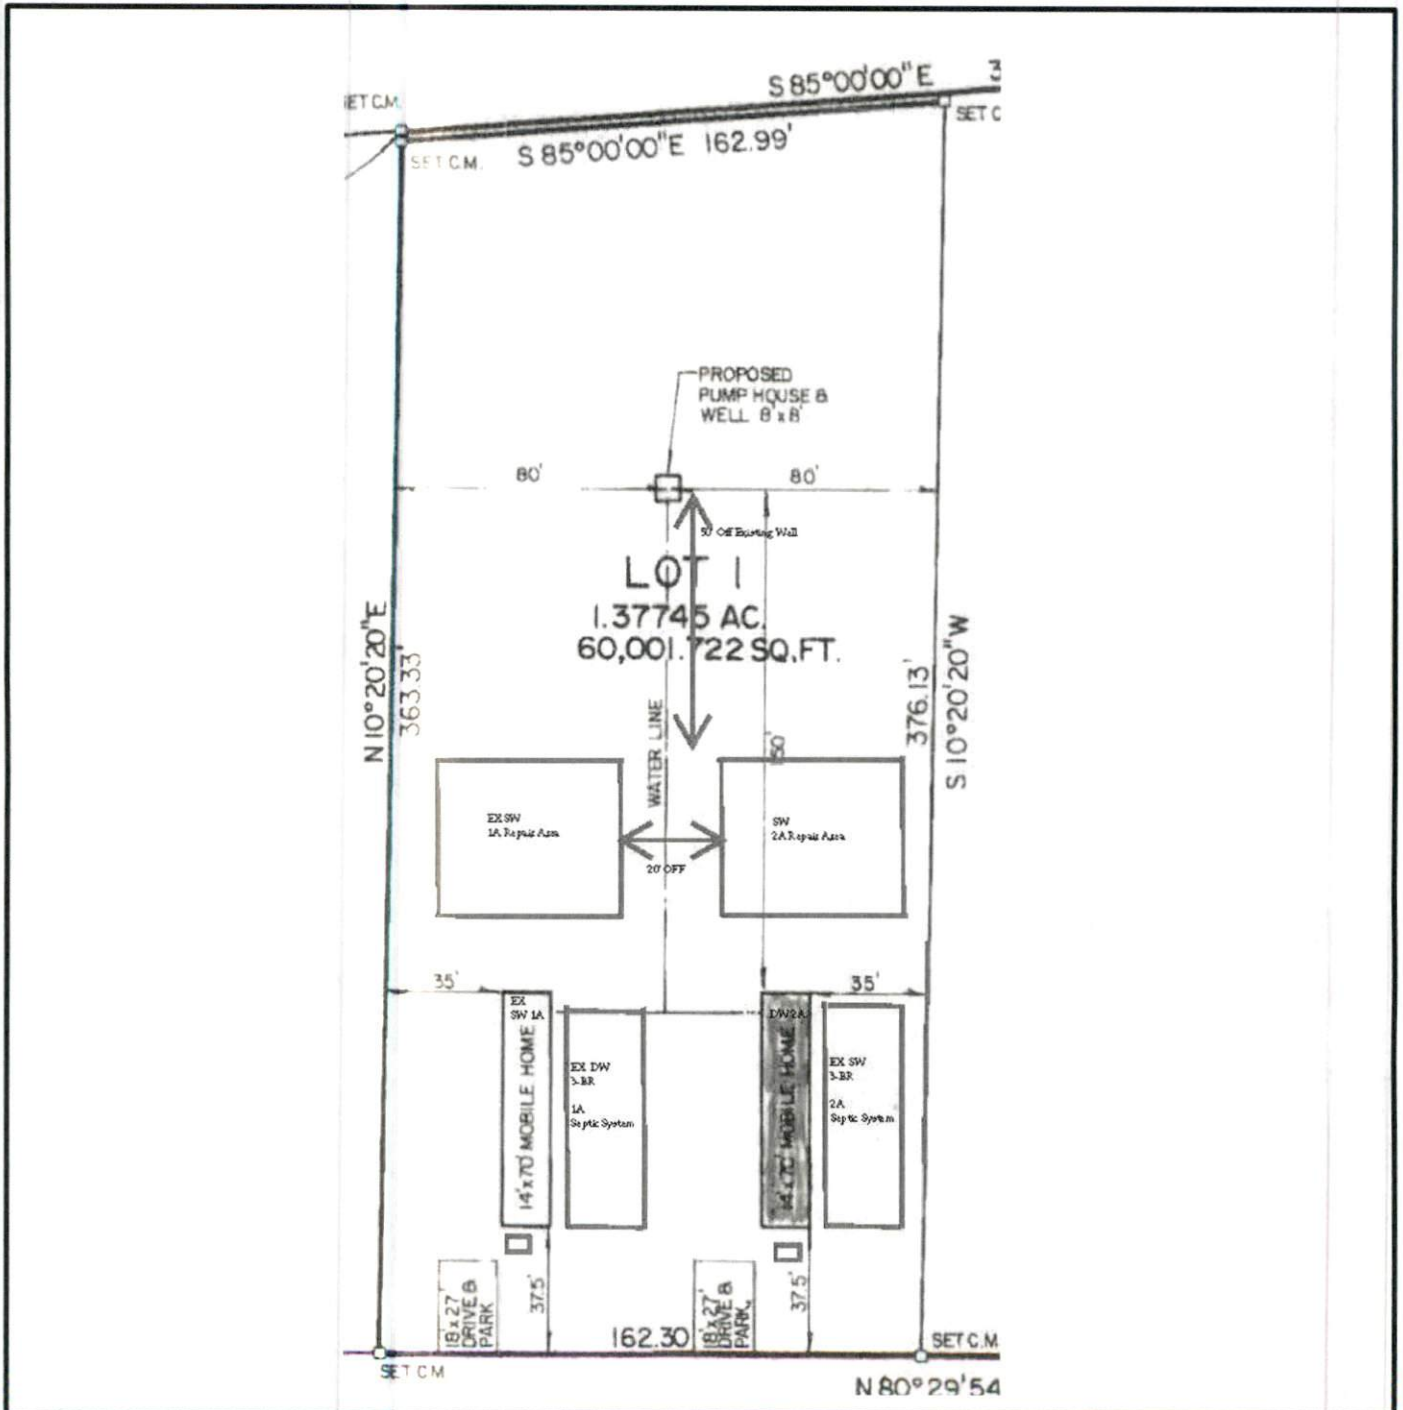 S 85°00'00" E
SET C.M.
S 85°00'00" E 162.99'
SET C.M.
PROPOSED
PUMP HOUSE &
WELL 8'x8'
80'
80'
50' Off Existing Well
LOT 1
1.37745 AC.
60,001.722 SQ.FT.
N 10°20'20" E
363.33'
376.13'
S 10°20'20" W
WATER LINE
150'
EX SW
1A Repair Area
SW
2A Repair Area
20' OFF
35'
35'
EX
SW 1A
14'x70' MOBILE HOME
EX DW
3-BR
1A
Septic System
DW 2A
14'x70' MOBILE HOME
EX SW
3-BR
2A
Septic System
37.5'
37.5'
18'x27'
DRIVE &
PARK
18'x27'
DRIVE &
PARK.
162.30
SET C.M.
SET C.M
N 80°29'54